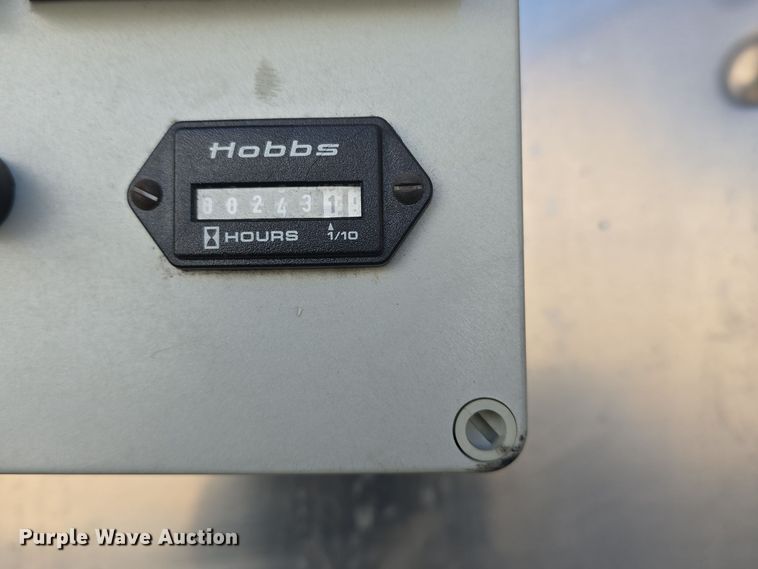 Hobbs
002431
HOURS 1/10
Purple Wave Auction